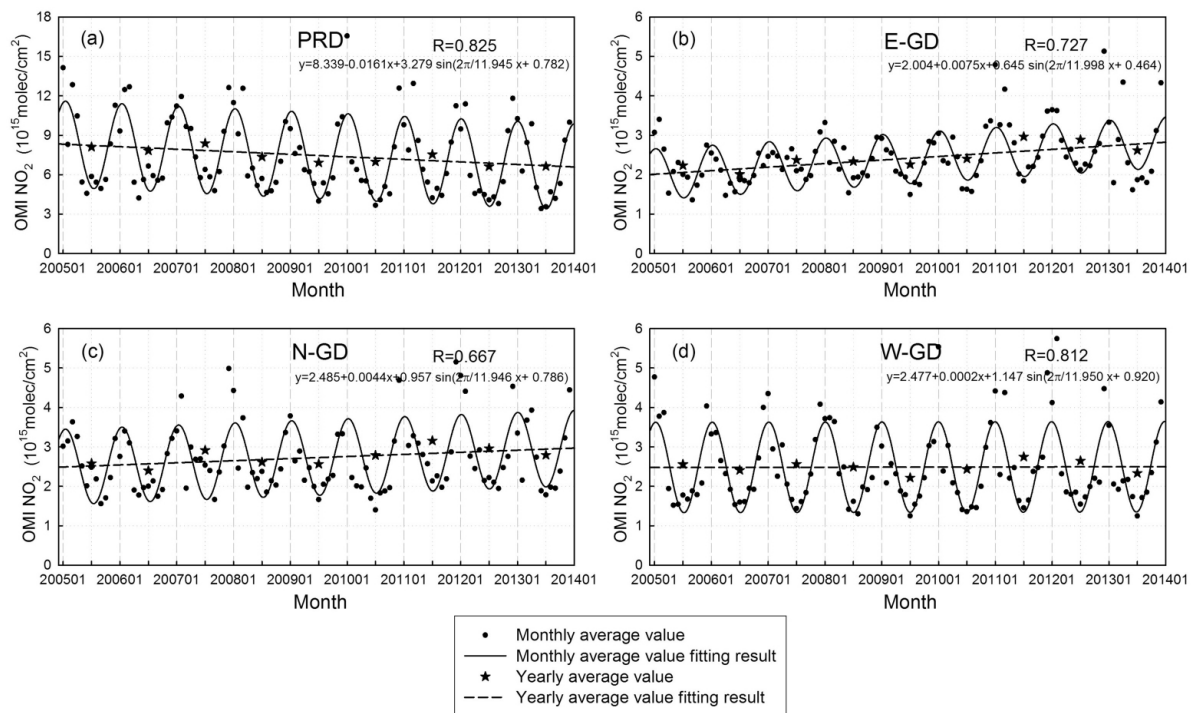 (a) PRD R=0.825
y=8.339-0.0161x+3.279 sin(2π/11.945 x+ 0.782)
18
15
12
9
6
3
0
OMI NO2 (10^15molec/cm^2)
200501 200601 200701 200801 200901 201001 201101 201201 201301 201401
Month
(b) E-GD R=0.727
y=2.004+0.0075x+0.645 sin(2π/11.998 x+ 0.464)
6
5
4
3
2
1
0
OMI NO2 (10^15molec/cm^2)
200501 200601 200701 200801 200901 201001 201101 201201 201301 201401
Month
(c) N-GD R=0.667
y=2.485+0.0044x+0.957 sin(2π/11.946 x+ 0.786)
6
5
4
3
2
1
0
OMI NO2 (10^15molec/cm^2)
200501 200601 200701 200801 200901 201001 201101 201201 201301 201401
Month
(d) W-GD R=0.812
y=2.477+0.0002x+1.147 sin(2π/11.950 x+ 0.920)
6
5
4
3
2
1
0
OMI NO2 (10^15molec/cm^2)
200501 200601 200701 200801 200901 201001 201101 201201 201301 201401
Month
Monthly average value
Monthly average value fitting result
Yearly average value
Yearly average value fitting result